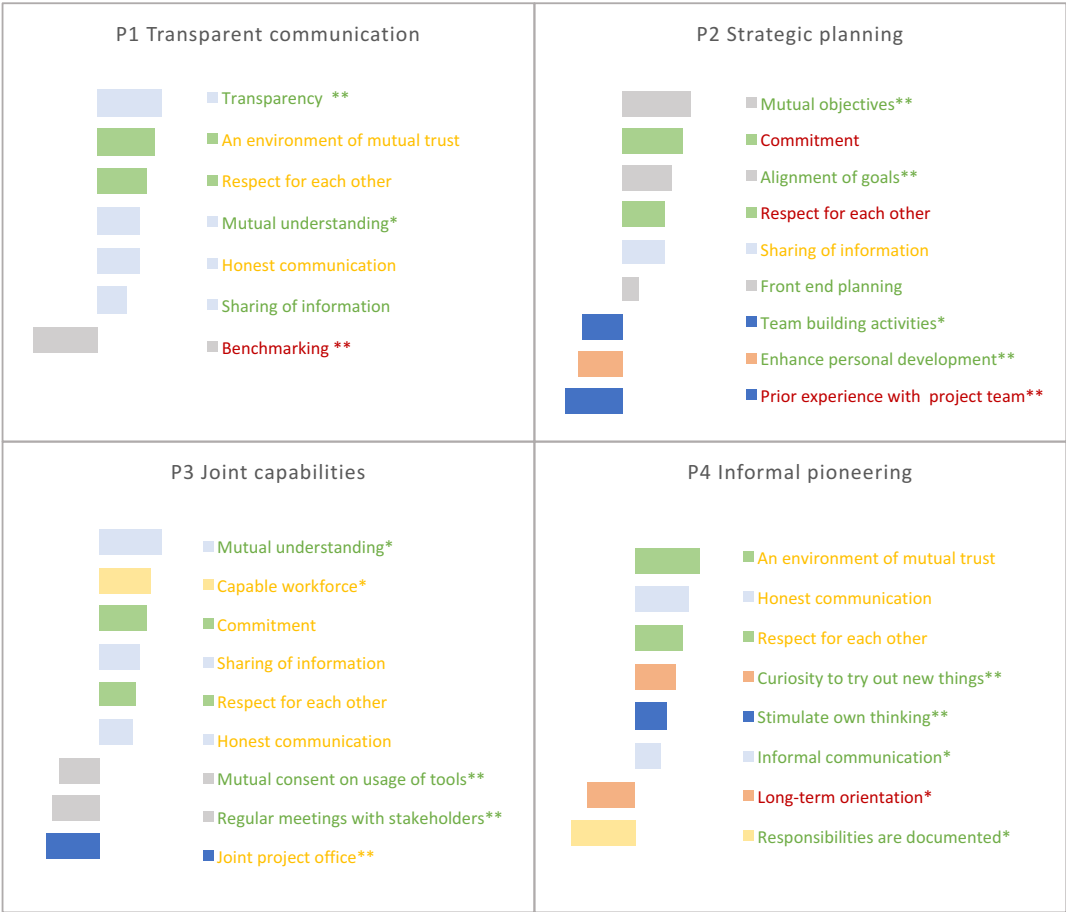 P1 Transparent communication
Transparency **
An environment of mutual trust
Respect for each other
Mutual understanding*
Honest communication
Sharing of information
Benchmarking **
P2 Strategic planning
Mutual objectives**
Commitment
Alignment of goals**
Respect for each other
Sharing of information
Front end planning
Team building activities*
Enhance personal development**
Prior experience with project team**
P3 Joint capabilities
Mutual understanding*
Capable workforce*
Commitment
Sharing of information
Respect for each other
Honest communication
Mutual consent on usage of tools**
Regular meetings with stakeholders**
Joint project office**
P4 Informal pioneering
An environment of mutual trust
Honest communication
Respect for each other
Curiosity to try out new things**
Stimulate own thinking**
Informal communication*
Long-term orientation*
Responsibilities are documented*